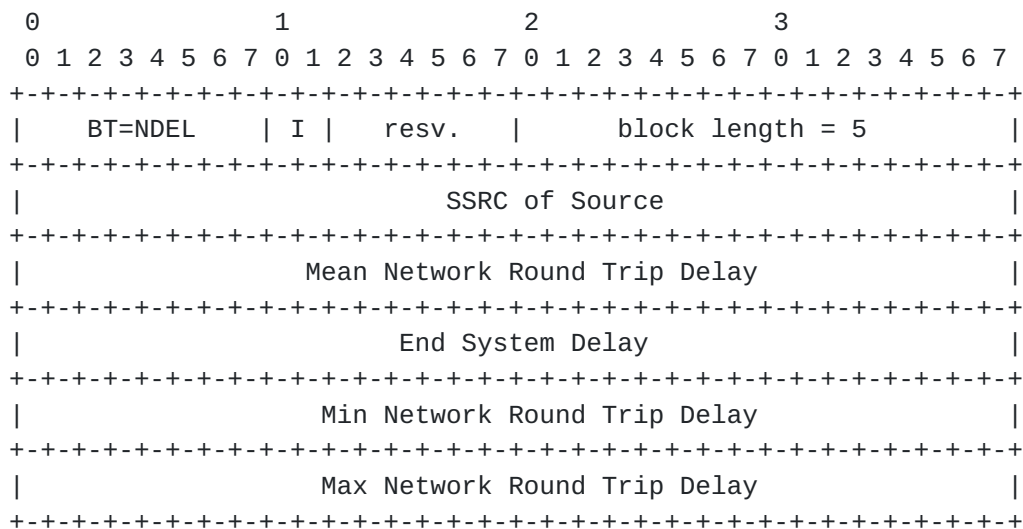 0                   1                   2                   3
0 1 2 3 4 5 6 7 0 1 2 3 4 5 6 7 0 1 2 3 4 5 6 7 0 1 2 3 4 5 6 7
+-+-+-+-+-+-+-+-+-+-+-+-+-+-+-+-+-+-+-+-+-+-+-+-+-+-+-+-+-+-+-+-+
|    BT=NDEL    | I |   resv.   |      block length = 5         |
+-+-+-+-+-+-+-+-+-+-+-+-+-+-+-+-+-+-+-+-+-+-+-+-+-+-+-+-+-+-+-+-+
|                           SSRC of Source                      |
+-+-+-+-+-+-+-+-+-+-+-+-+-+-+-+-+-+-+-+-+-+-+-+-+-+-+-+-+-+-+-+-+
|                  Mean Network Round Trip Delay                |
+-+-+-+-+-+-+-+-+-+-+-+-+-+-+-+-+-+-+-+-+-+-+-+-+-+-+-+-+-+-+-+-+
|                        End System Delay                       |
+-+-+-+-+-+-+-+-+-+-+-+-+-+-+-+-+-+-+-+-+-+-+-+-+-+-+-+-+-+-+-+-+
|                   Min Network Round Trip Delay                |
+-+-+-+-+-+-+-+-+-+-+-+-+-+-+-+-+-+-+-+-+-+-+-+-+-+-+-+-+-+-+-+-+
|                   Max Network Round Trip Delay                |
+-+-+-+-+-+-+-+-+-+-+-+-+-+-+-+-+-+-+-+-+-+-+-+-+-+-+-+-+-+-+-+-+